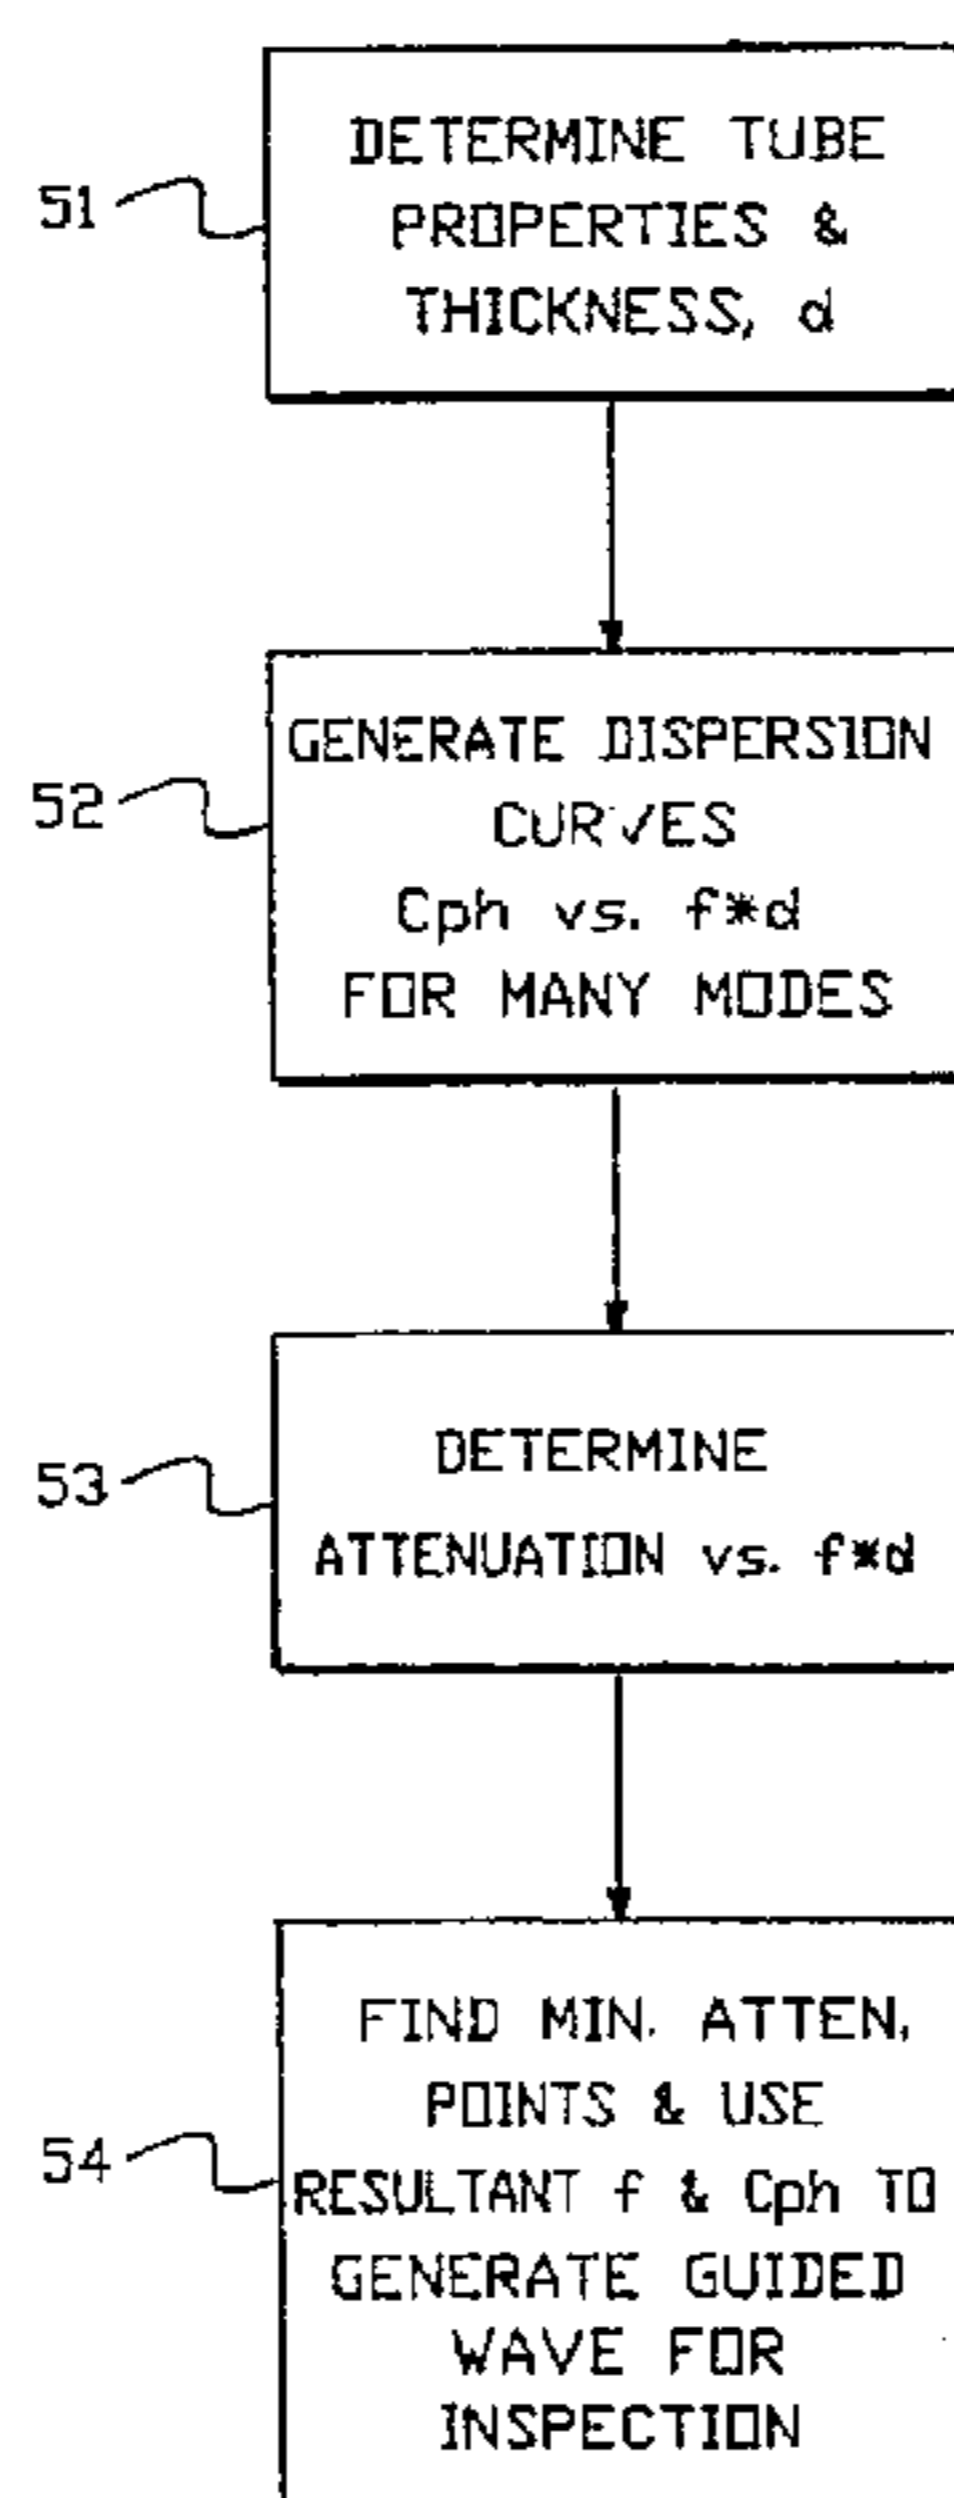 51
DETERMINE TUBE
PROPERTIES &
THICKNESS, d
52
GENERATE DISPERSION
CURVES
Cph vs. f*d
FOR MANY MODES
53
DETERMINE
ATTENUATION vs. f*d
54
FIND MIN. ATTEN.
POINTS & USE
RESULTANT f & Cph TO
GENERATE GUIDED
WAVE FOR
INSPECTION